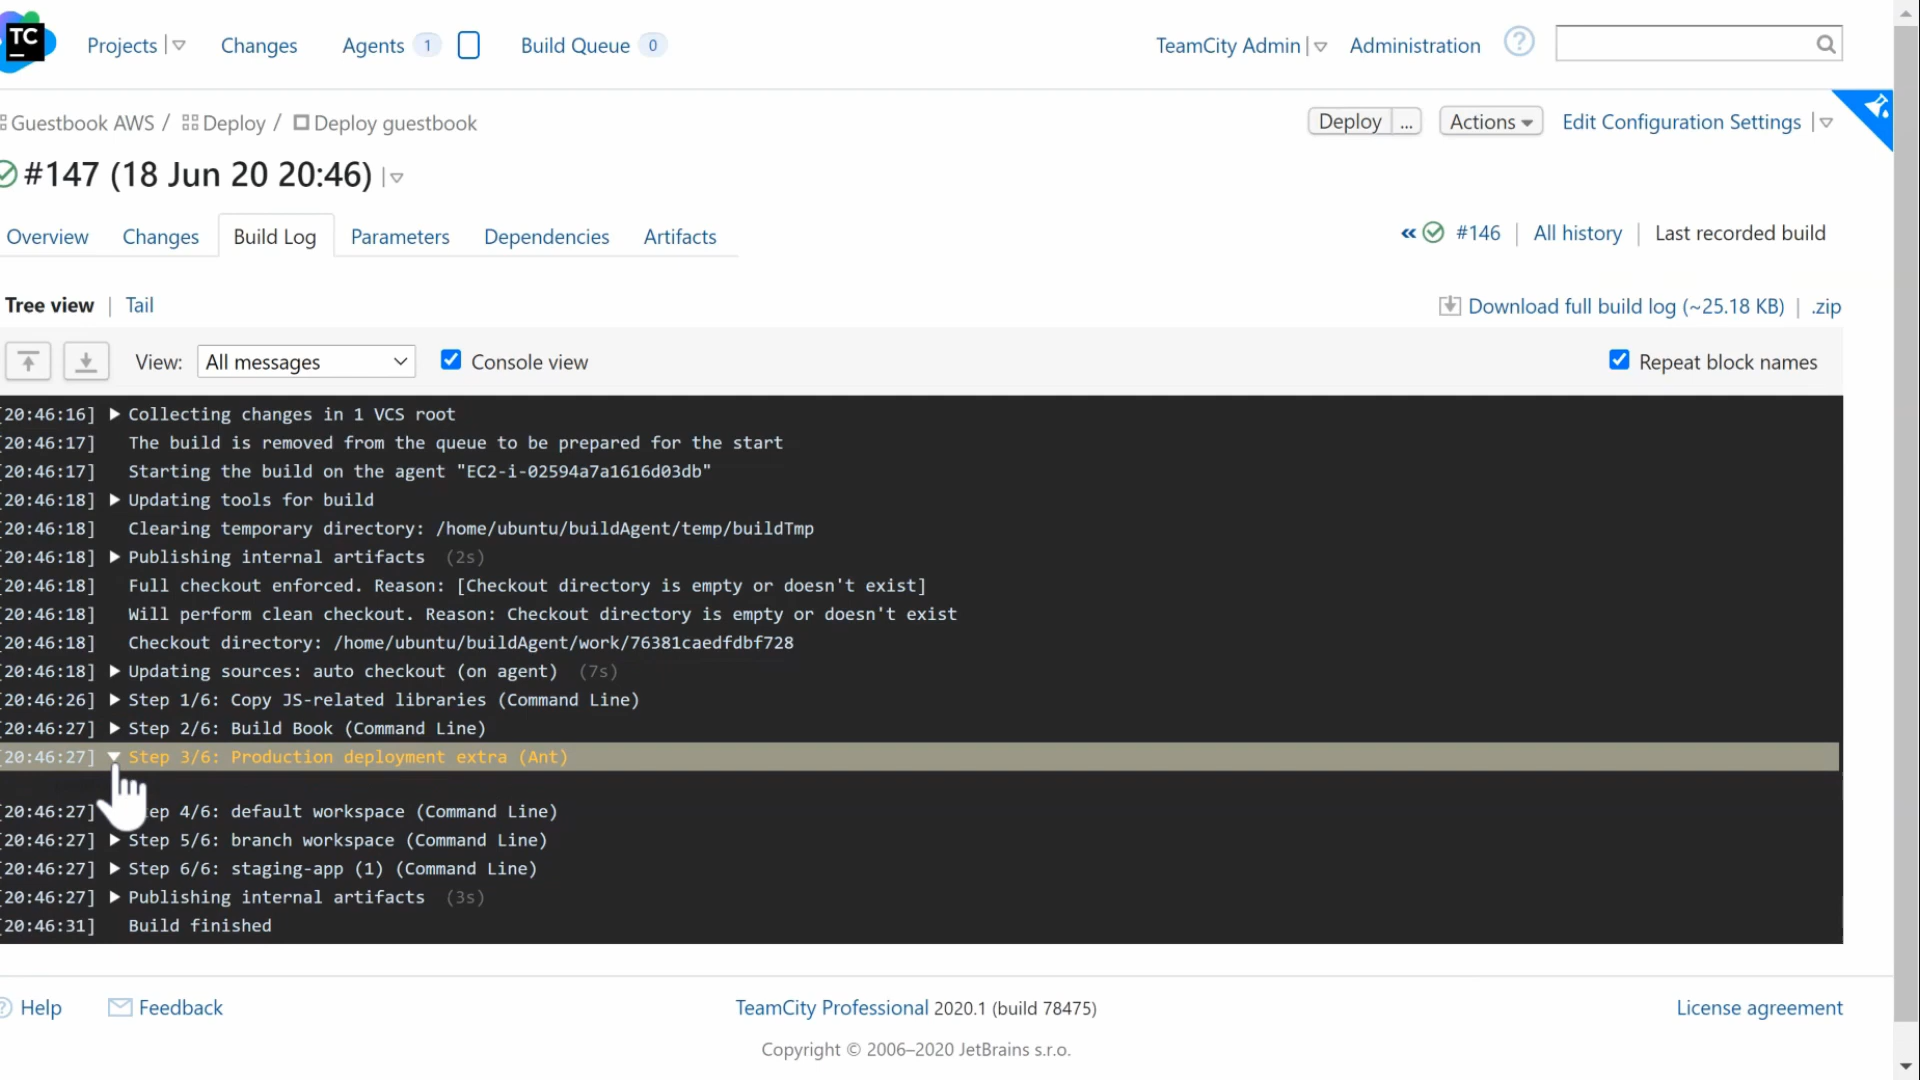 TC
Projects
Changes
Agents 1
Build Queue 0
TeamCity Admin
Administration
?
Guestbook AWS / Deploy / Deploy guestbook
Deploy ...
Actions
Edit Configuration Settings
#147 (18 Jun 20 20:46)
Overview
Changes
Build Log
Parameters
Dependencies
Artifacts
« #146 | All history | Last recorded build
Tree view | Tail
Download full build log (~25.18 KB) | .zip
View: All messages
Console view
Repeat block names
[20:46:16] Collecting changes in 1 VCS root
[20:46:17] The build is removed from the queue to be prepared for the start
[20:46:17] Starting the build on the agent "EC2-i-02594a7a1616d03db"
[20:46:18] Updating tools for build
[20:46:18] Clearing temporary directory: /home/ubuntu/buildAgent/temp/buildTmp
[20:46:18] Publishing internal artifacts (2s)
[20:46:18] Full checkout enforced. Reason: [Checkout directory is empty or doesn't exist]
[20:46:18] Will perform clean checkout. Reason: Checkout directory is empty or doesn't exist
[20:46:18] Checkout directory: /home/ubuntu/buildAgent/work/76381caedfdbf728
[20:46:18] Updating sources: auto checkout (on agent) (7s)
[20:46:26] Step 1/6: Copy JS-related libraries (Command Line)
[20:46:27] Step 2/6: Build Book (Command Line)
[20:46:27] Step 3/6: Production deployment extra (Ant)
[20:46:27] ep 4/6: default workspace (Command Line)
[20:46:27] Step 5/6: branch workspace (Command Line)
[20:46:27] Step 6/6: staging-app (1) (Command Line)
[20:46:27] Publishing internal artifacts (3s)
[20:46:31] Build finished
? Help
Feedback
TeamCity Professional 2020.1 (build 78475)
License agreement
Copyright © 2006–2020 JetBrains s.r.o.